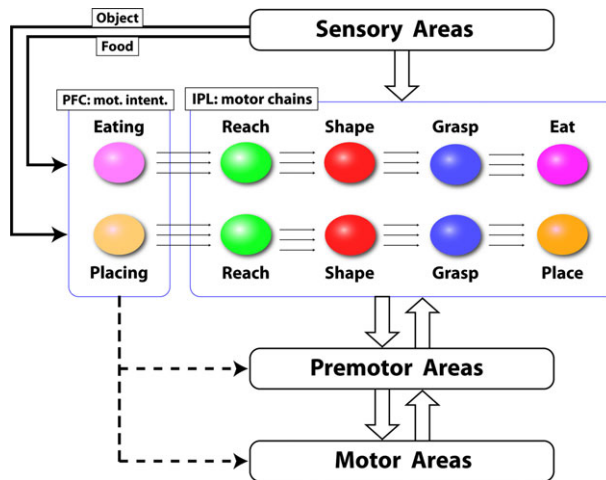 Object
Sensory Areas
Food
PFC: mot. intent.
IPL: motor chains
Eating
Reach
Shape
Grasp
Eat
Placing
Reach
Shape
Grasp
Place
Premotor Areas
Motor Areas